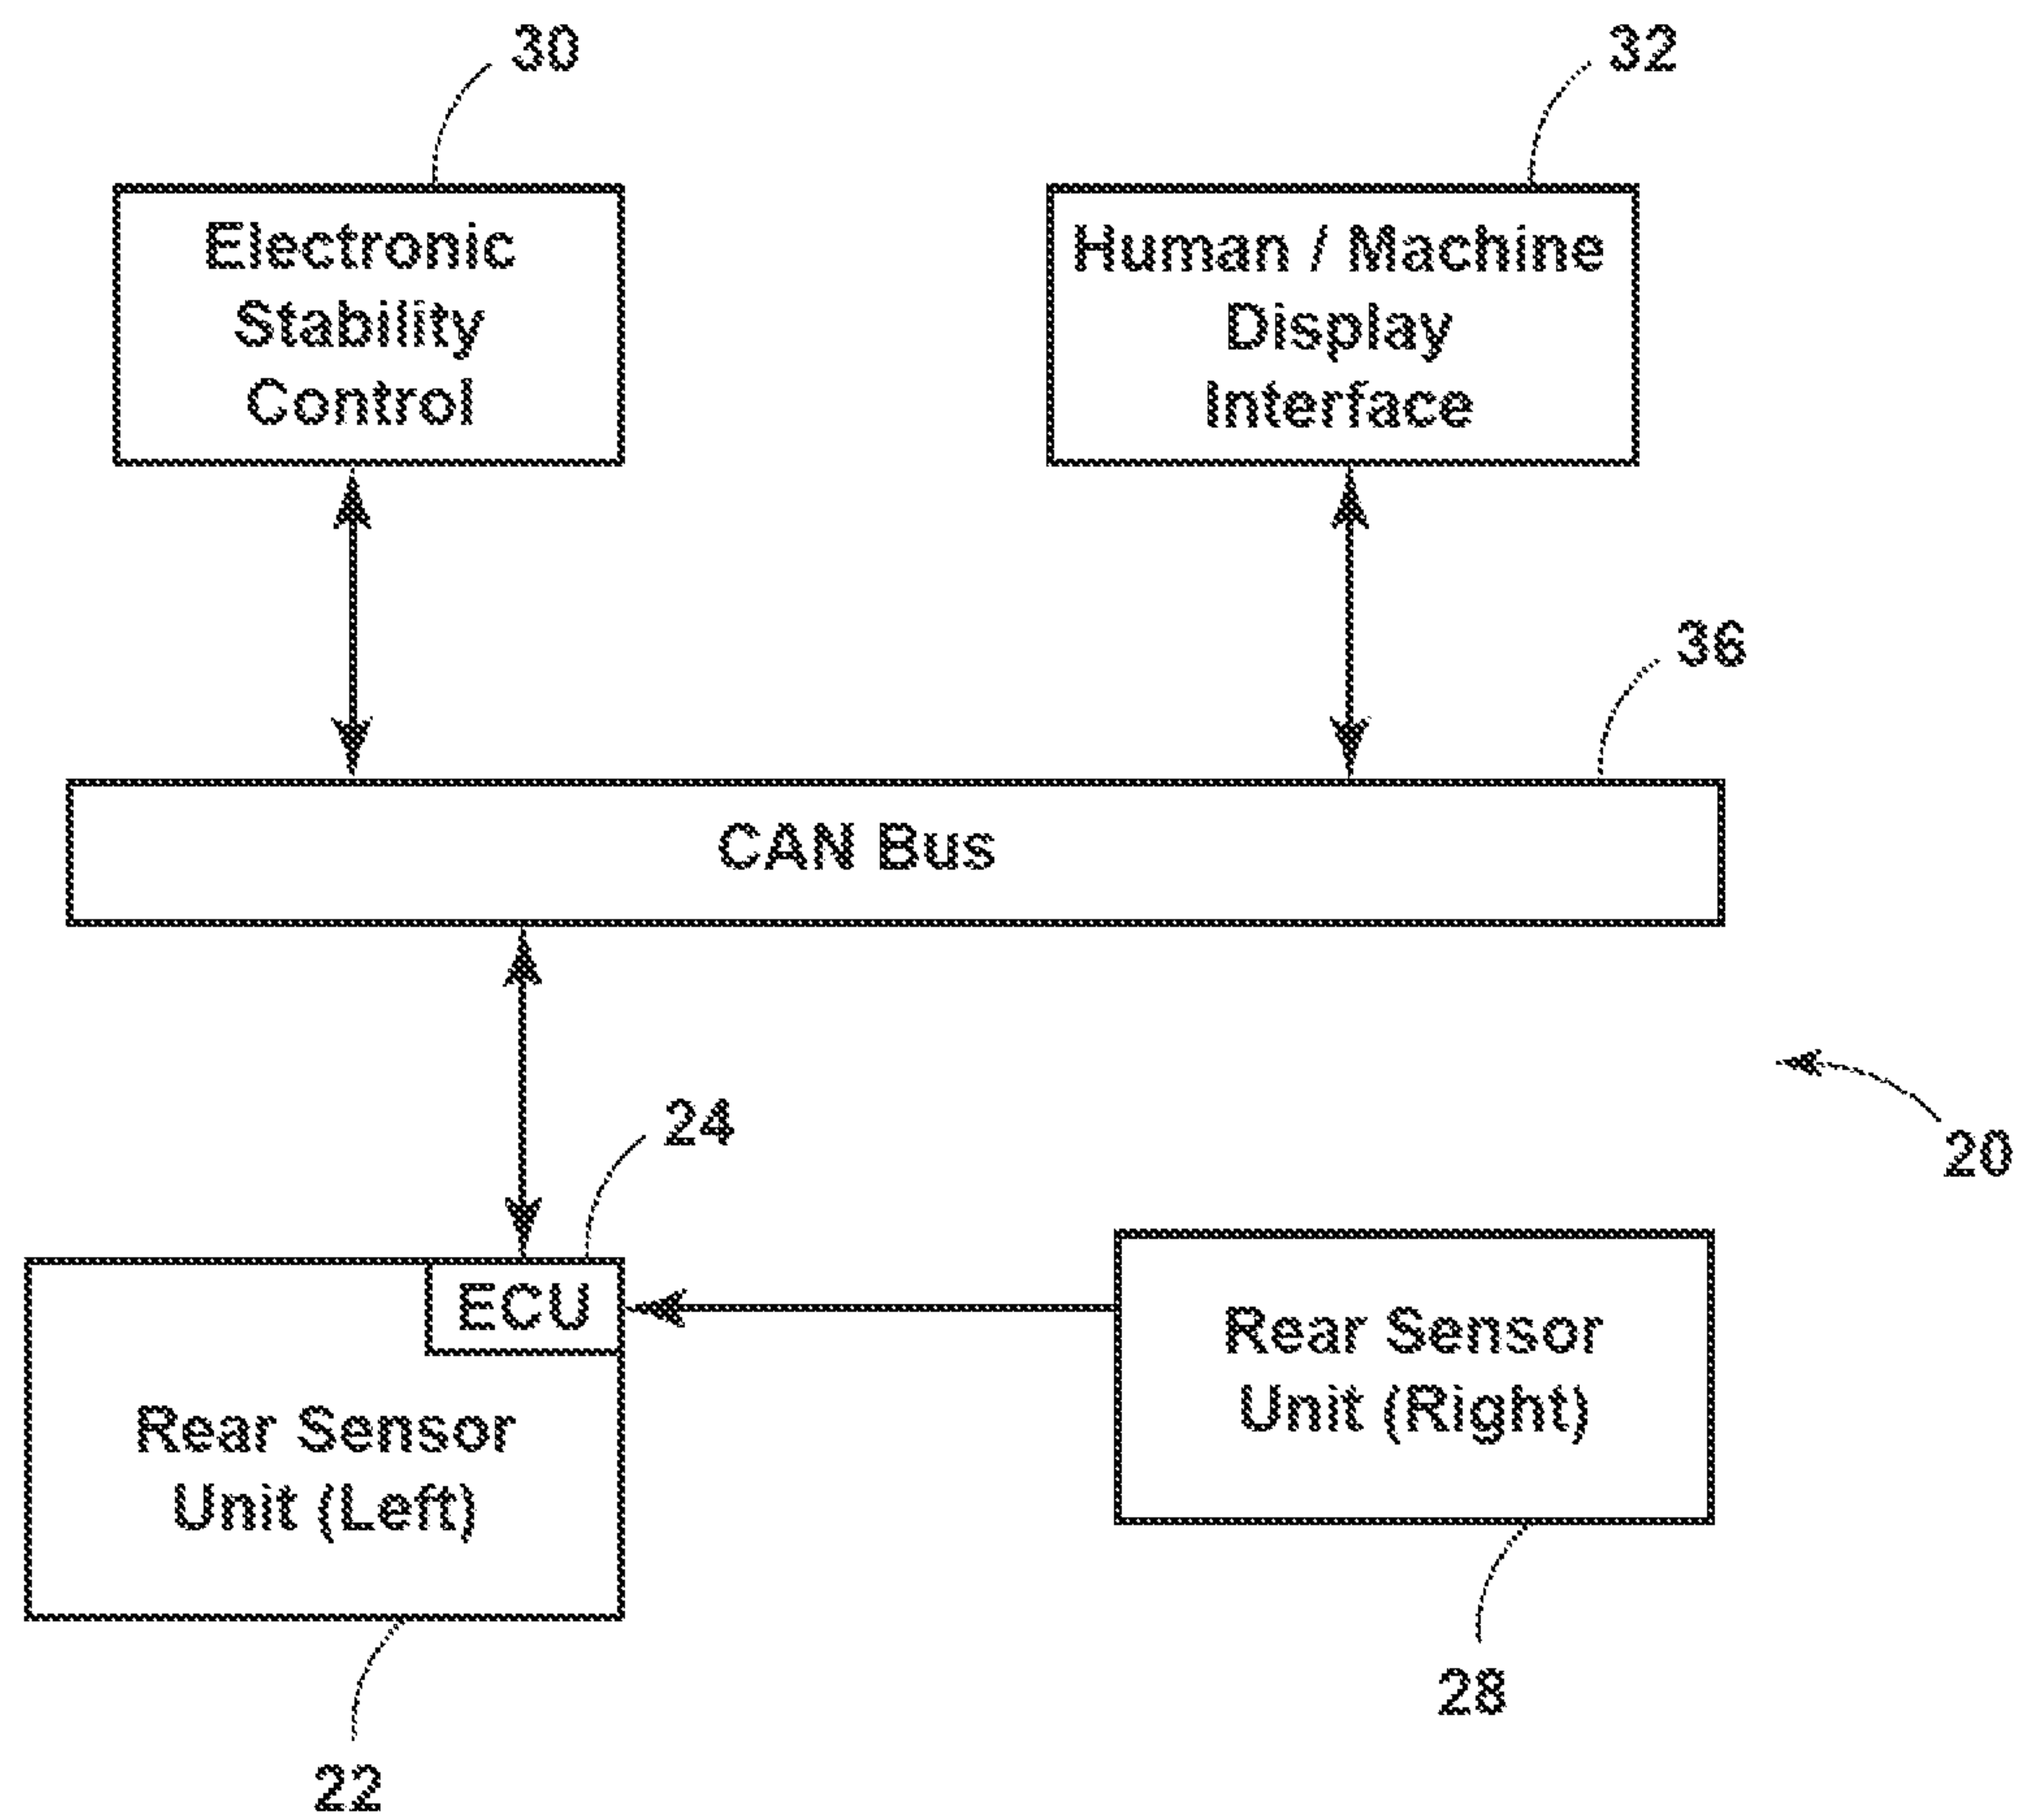 30
32
Electronic
Stability
Control
Human / Machine
Display
Interface
36
CAN Bus
24
20
ECU
Rear Sensor
Unit (Left)
Rear Sensor
Unit (Right)
28
22